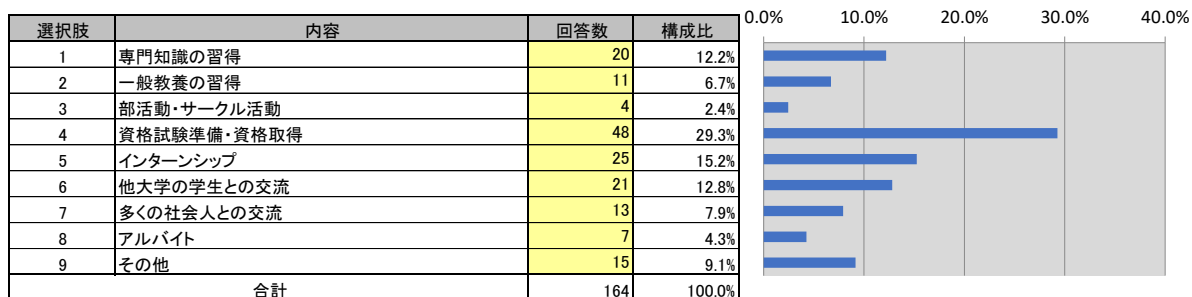 選択肢 内容 回答数 構成比
1 専門知識の習得 20 12.2%
2 一般教養の習得 11 6.7%
3 部活動・サークル活動 4 2.4%
4 資格試験準備・資格取得 48 29.3%
5 インターンシップ 25 15.2%
6 他大学の学生との交流 21 12.8%
7 多くの社会人との交流 13 7.9%
8 アルバイト 7 4.3%
9 その他 15 9.1%
合計 164 100.0%
0.0% 10.0% 20.0% 30.0% 40.0%